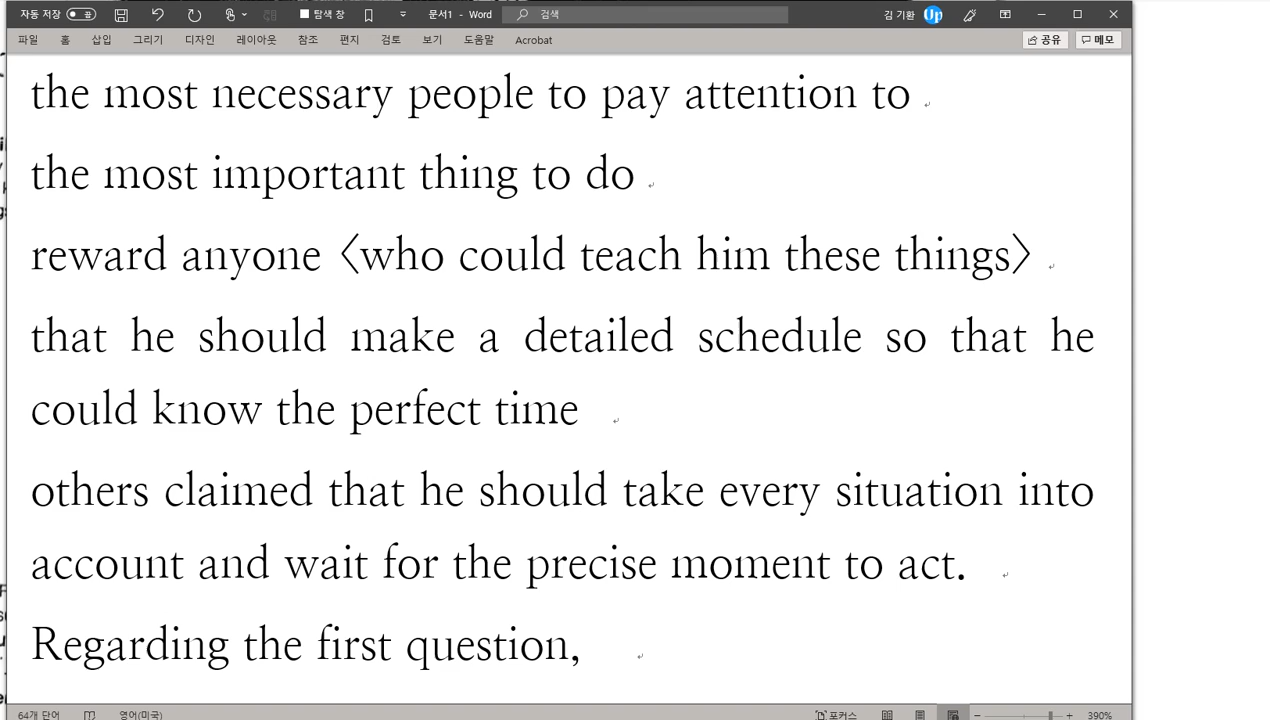 자동 저장 끔 탐색 창 문서1 - Word 검색 김 기환 Up
파일 홈 삽입 그리기 디자인 레이아웃 참조 편지 검토 보기 도움말 Acrobat 공유 메모
the most necessary people to pay attention to
the most important thing to do
reward anyone 〈who could teach him these things〉
that he should make a detailed schedule so that he
could know the perfect time
others claimed that he should take every situation into
account and wait for the precise moment to act.
Regarding the first question,
64개 단어 영어(미국) 포커스 390%